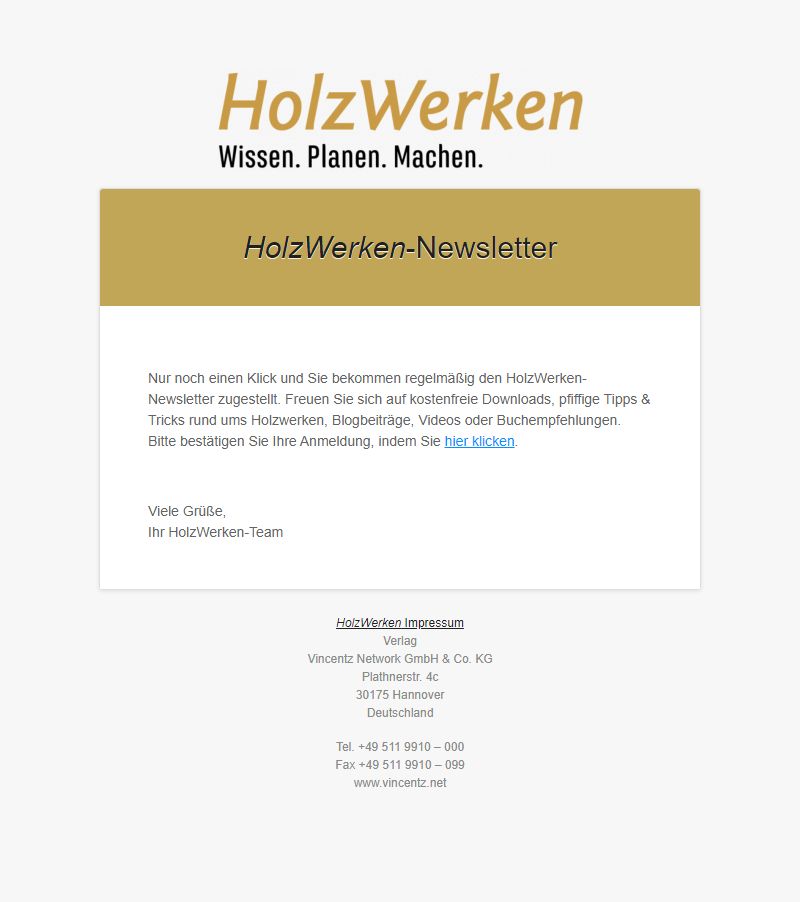 HolzWerken
Wissen. Planen. Machen.
HolzWerken-Newsletter
Nur noch einen Klick und Sie bekommen regelmäßig den HolzWerken-
Newsletter zugestellt. Freuen Sie sich auf kostenfreie Downloads, pfiffige Tipps &
Tricks rund ums Holzwerken, Blogbeiträge, Videos oder Buchempfehlungen.
Bitte bestätigen Sie Ihre Anmeldung, indem Sie hier klicken.
Viele Grüße,
Ihr HolzWerken-Team
HolzWerken Impressum
Verlag
Vincentz Network GmbH & Co. KG
Plathnerstr. 4c
30175 Hannover
Deutschland
Tel. +49 511 9910 – 000
Fax +49 511 9910 – 099
www.vincentz.net